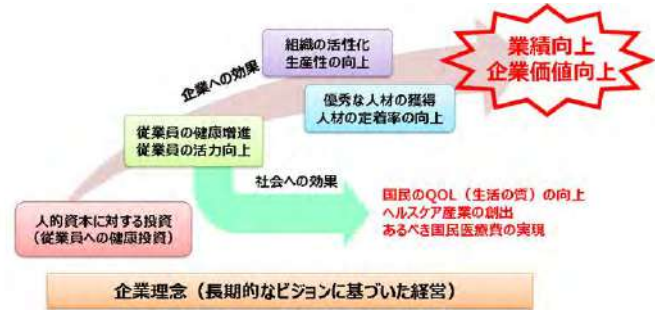 組織の活性化
生産性の向上
業績向上
企業価値向上
企業への効果
優秀な人材の獲得
人材の定着率の向上
従業員の健康増進
従業員の活力向上
社会への効果
国民のQOL（生活の質）の向上
ヘルスケア産業の創出
あるべき国民医療費の実現
人的資本に対する投資
（従業員への健康投資）
企業理念（長期的なビジョンに基づいた経営）